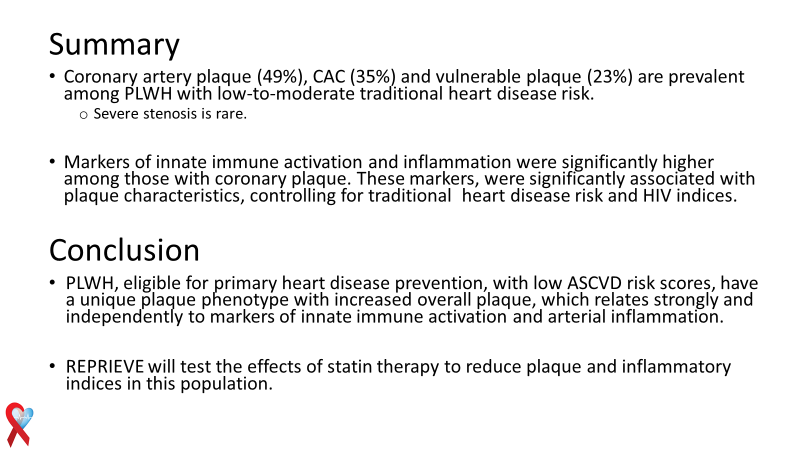 Summary
• Coronary artery plaque (49%), CAC (35%) and vulnerable plaque (23%) are prevalent
among PLWH with low-to-moderate traditional heart disease risk.
o Severe stenosis is rare.
• Markers of innate immune activation and inflammation were significantly higher
among those with coronary plaque. These markers, were significantly associated with
plaque characteristics, controlling for traditional  heart disease risk and HIV indices.
Conclusion
• PLWH, eligible for primary heart disease prevention, with low ASCVD risk scores, have
a unique plaque phenotype with increased overall plaque, which relates strongly and
independently to markers of innate immune activation and arterial inflammation.
• REPRIEVE will test the effects of statin therapy to reduce plaque and inflammatory
indices in this population.